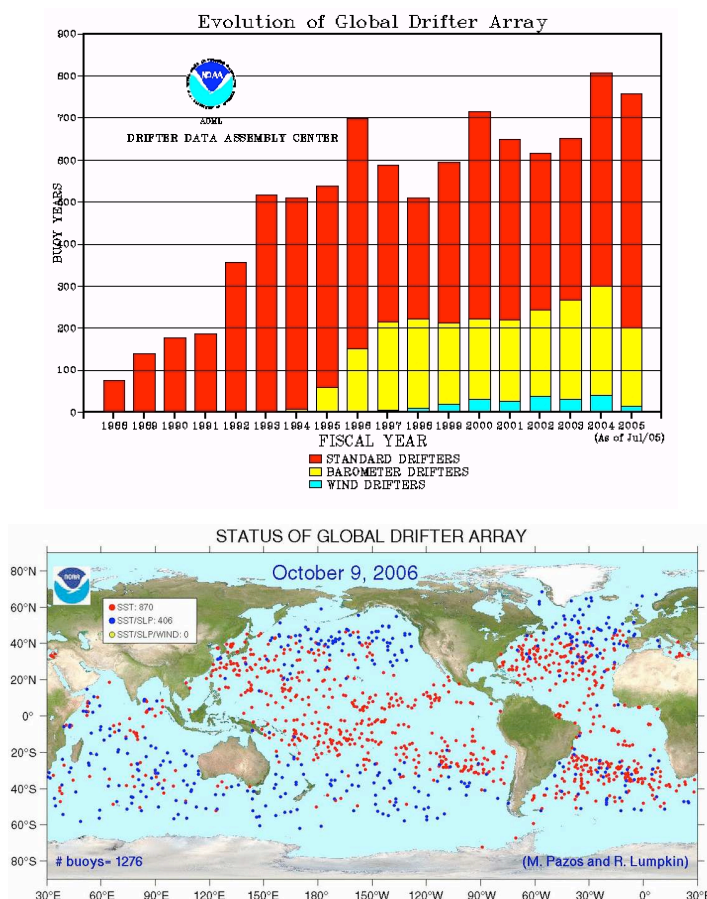 Evolution of Global Drifter Array
900
800
700
600
500
400
300
200
100
0
BUOY YEARS
NOAA
AOML
DRIFTER DATA ASSEMBLY CENTER
1988 1989 1990 1991 1992 1993 1994 1995 1996 1997 1998 1999 2000 2001 2002 2003 2004 2005
FISCAL YEAR
(As of Jul/05)
STANDARD DRIFTERS
BAROMETER DRIFTERS
WIND DRIFTERS
STATUS OF GLOBAL DRIFTER ARRAY
October 9, 2006
NOAA
SST: 870
SST/SLP: 406
SST/SLP/WIND: 0
80°N
60°N
40°N
20°N
0°
20°S
40°S
60°S
80°S
# buoys= 1276
(M. Pazos and R. Lumpkin)
30°E 60°E 90°E 120°E 150°E 180° 150°W 120°W 90°W 60°W 30°W 0° 30°E